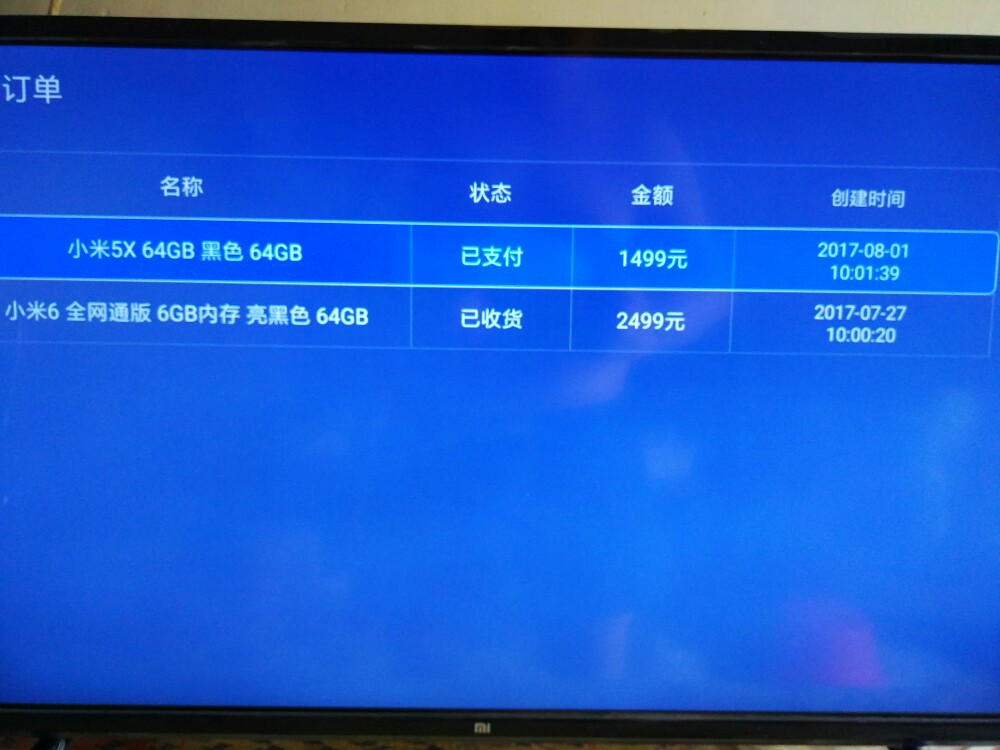 订单
名称 状态 金额 创建时间
小米5X 64GB 黑色 64GB 已支付 1499元 2017-08-01
10:01:39
小米6 全网通版 6GB内存 亮黑色 64GB 已收货 2499元 2017-07-27
10:00:20
mi